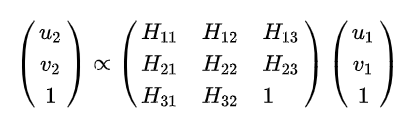 ( u₂ ) ∝ ( H₁₁ H₁₂ H₁₃ ) ( u₁ )
( v₂ ) ( H₂₁ H₂₂ H₂₃ ) ( v₁ )
( 1 ) ( H₃₁ H₃₂ 1 ) ( 1 )